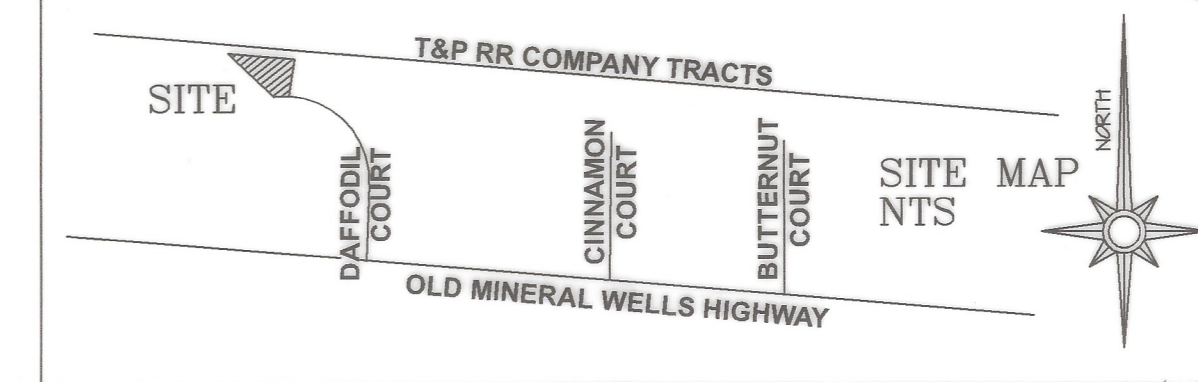 T&P RR COMPANY TRACTS
SITE
DAFFODIL
COURT
CINNAMON
COURT
BUTTERNUT
COURT
SITE MAP
NTS
NORTH
OLD MINERAL WELLS HIGHWAY